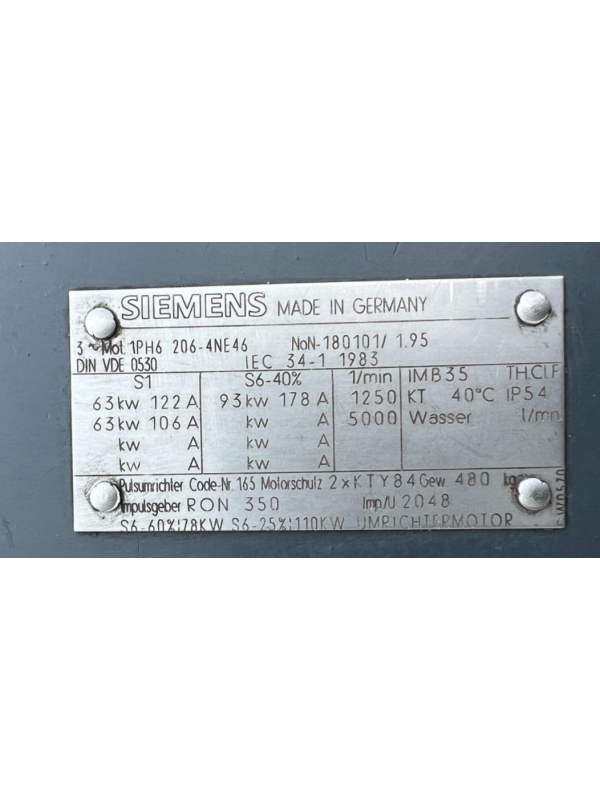 SIEMENS MADE IN GERMANY
3~Mot. 1PH6 206-4NE46 NoN-180101/ 1.95
DIN VDE 0530 IEC 34-1 1983
S1 S6-40% 1/min IMB35 TH.CL.F
63kw 122 A 93kw 178 A 1250 KT 40°C IP54
63kw 106 A kw A 5000 Wasser l/mn
kw A kw A
kw A kw A
Pulsumrichter Code-Nr. 165 Motorschutz 2xKTY84 Gew. 480 kg
Impulsgeber RON 350 Imp/U 2048
S6-60%:78KW S6-25%:110KW UMRICHTERMOTOR